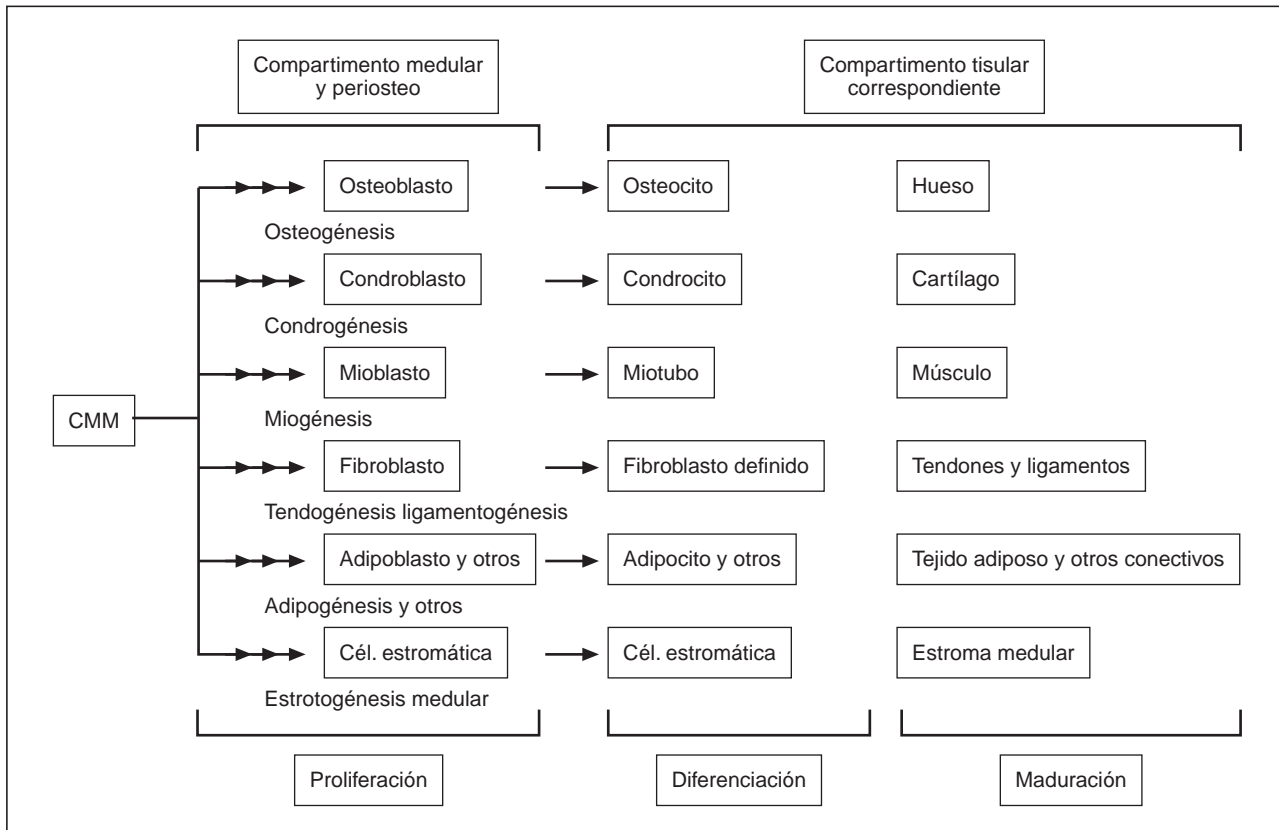 Compartimento medular
y periosteo
Compartimento tisular
correspondiente
Osteoblasto
Osteocito
Hueso
Osteogénesis
Condroblasto
Condrocito
Cartílago
Condrogénesis
Mioblasto
Miotubo
Músculo
CMM
Miogénesis
Fibroblasto
Fibroblasto definido
Tendones y ligamentos
Tendogénesis ligamentogénesis
Adipoblasto y otros
Adipocito y otros
Tejido adiposo y otros conectivos
Adipogénesis y otros
Cél. estromática
Cél. estromática
Estroma medular
Estrotogénesis medular
Proliferación
Diferenciación
Maduración